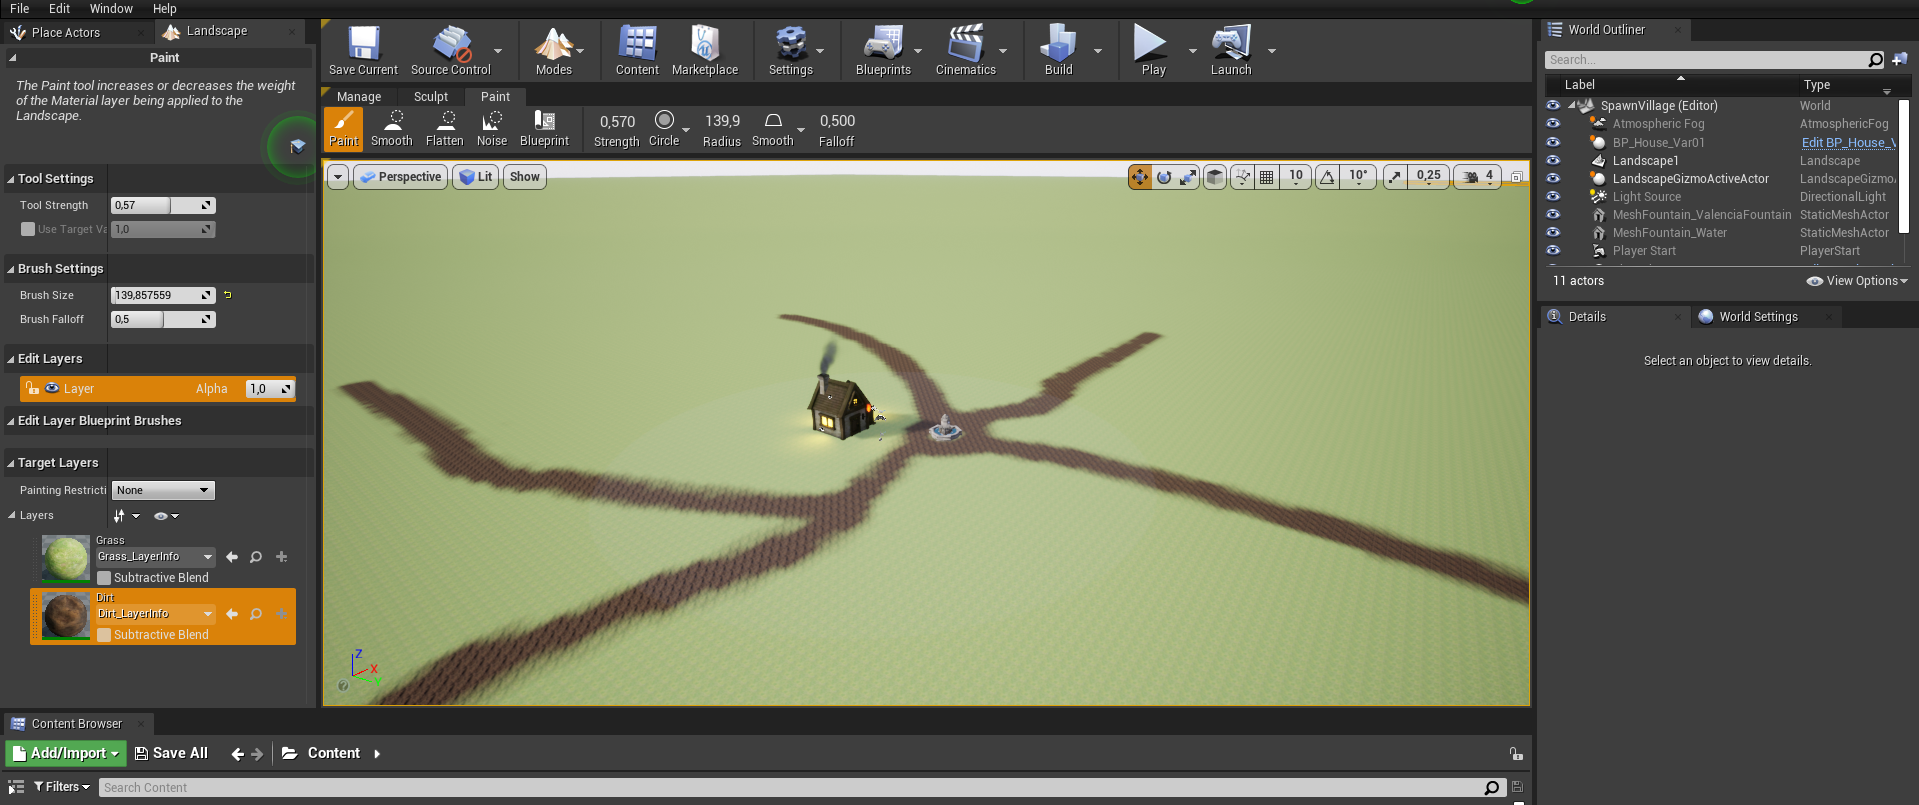 File Edit Window Help
Place Actors
Landscape
Paint
The Paint tool increases or decreases the weight
of the Material layer being applied to the
Landscape.
Tool Settings
Tool Strength 0,57
Use Target Va 1,0
Brush Settings
Brush Size 139,857559
Brush Falloff 0,5
Edit Layers
Layer Alpha 1,0
Edit Layer Blueprint Brushes
Target Layers
Painting Restricti None
Layers
Grass
Grass_LayerInfo
Subtractive Blend
Dirt
Dirt_LayerInfo
Subtractive Blend
Save Current Source Control Modes Content Marketplace Settings Blueprints Cinematics Build Play Launch
Manage Sculpt Paint
Paint Smooth Flatten Noise Blueprint
0,570 139,9 0,500
Strength Circle Radius Smooth Falloff
Perspective Lit Show
10 10° 0,25 4
Z
X
Y
World Outliner
Search...
Label Type
SpawnVillage (Editor) World
Atmospheric Fog AtmosphericFog
BP_House_Var01 Edit BP_House_V
Landscape1 Landscape
LandscapeGizmoActiveActor LandscapeGizmoA
Light Source DirectionalLight
MeshFountain_ValenciaFountain StaticMeshActor
MeshFountain_Water StaticMeshActor
Player Start PlayerStart
11 actors View Options
Details World Settings
Select an object to view details.
Content Browser
Add/Import Save All Content
Filters Search Content